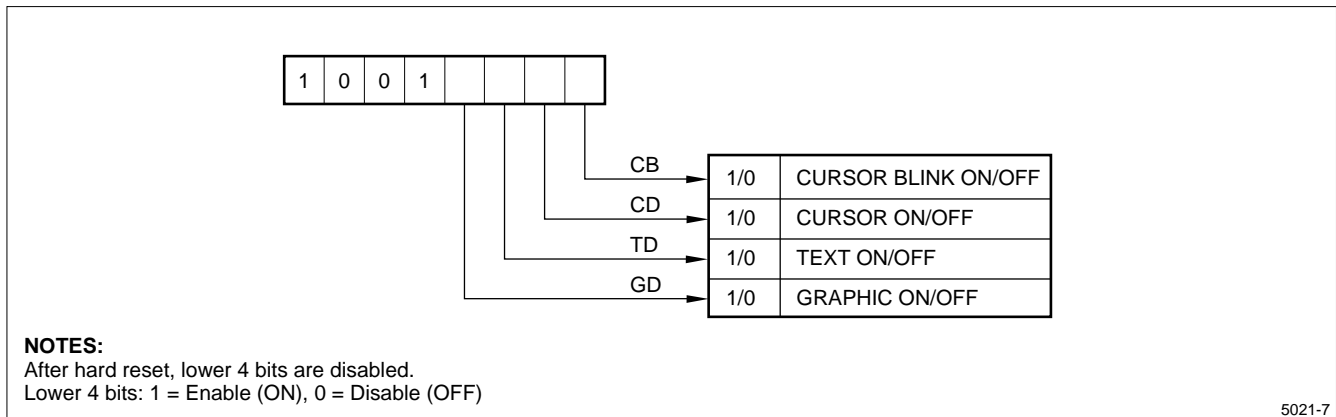 1 0 0 1
CB 1/0 CURSOR BLINK ON/OFF
CD 1/0 CURSOR ON/OFF
TD 1/0 TEXT ON/OFF
GD 1/0 GRAPHIC ON/OFF
NOTES:
After hard reset, lower 4 bits are disabled.
Lower 4 bits: 1 = Enable (ON), 0 = Disable (OFF)
5021-7